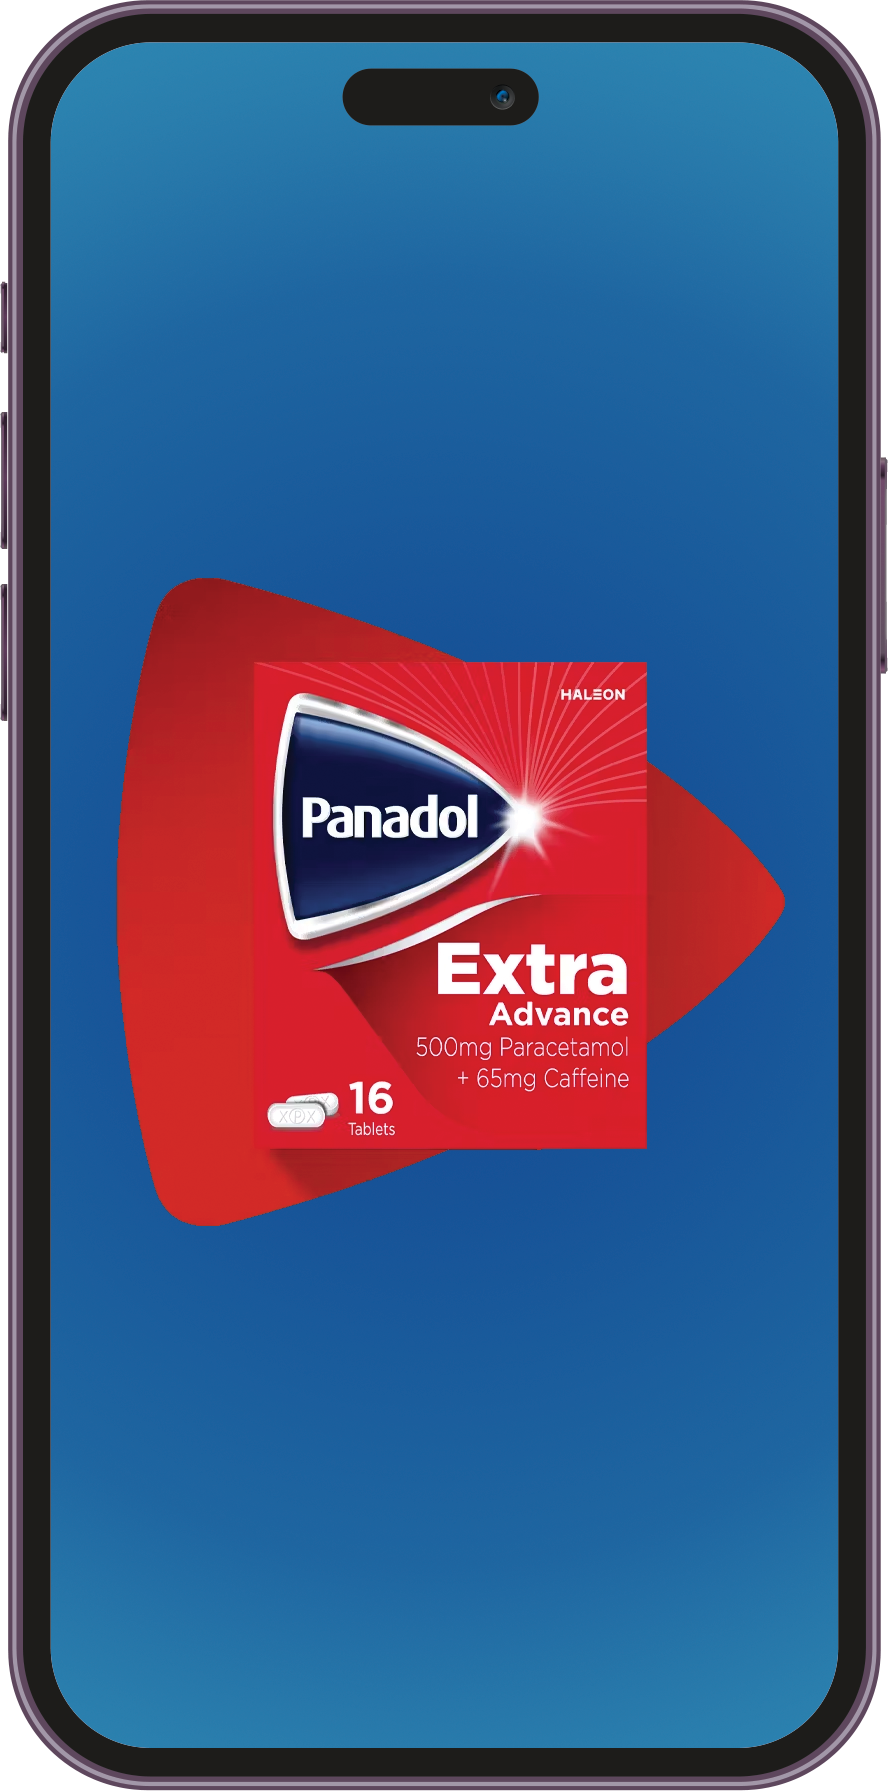 HALEON
Panadol
Extra
Advance
500mg Paracetamol
+ 65mg Caffeine
16
Tablets